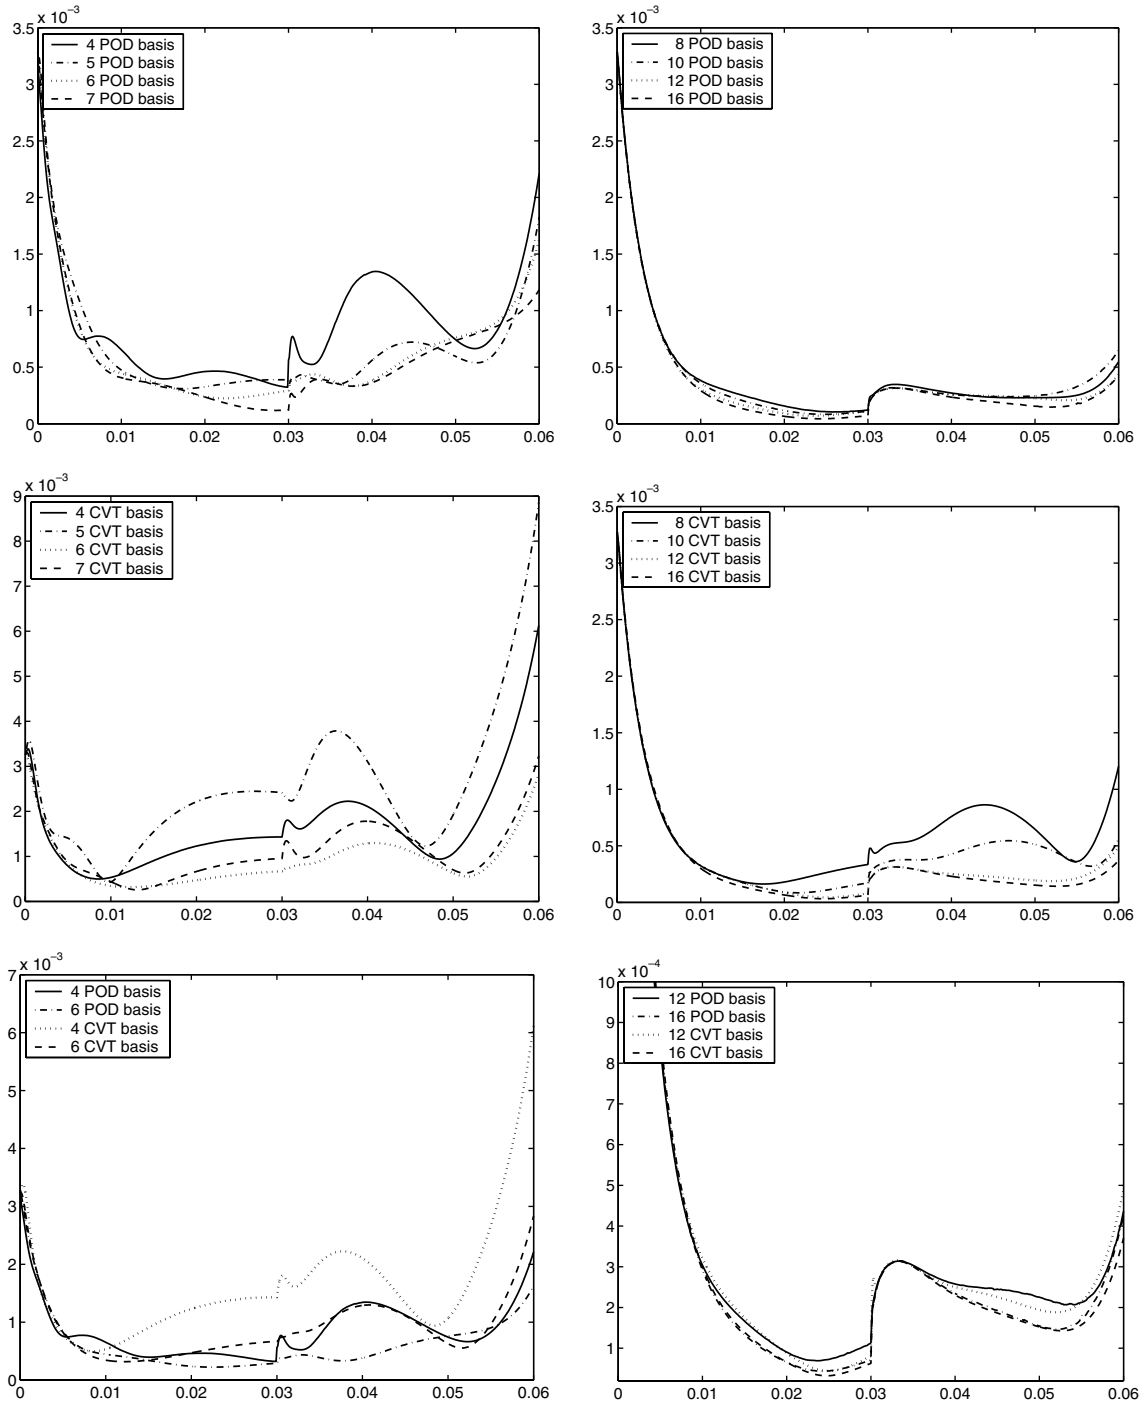 x 10⁻³
3.5
3
2.5
2
1.5
1
0.5
0
4 POD basis
5 POD basis
6 POD basis
7 POD basis
0 0.01 0.02 0.03 0.04 0.05 0.06
x 10⁻³
3.5
3
2.5
2
1.5
1
0.5
0
8 POD basis
10 POD basis
12 POD basis
16 POD basis
0 0.01 0.02 0.03 0.04 0.05 0.06
x 10⁻³
9
8
7
6
5
4
3
2
1
0
4 CVT basis
5 CVT basis
6 CVT basis
7 CVT basis
0 0.01 0.02 0.03 0.04 0.05 0.06
x 10⁻³
3.5
3
2.5
2
1.5
1
0.5
0
8 CVT basis
10 CVT basis
12 CVT basis
16 CVT basis
0 0.01 0.02 0.03 0.04 0.05 0.06
x 10⁻³
7
6
5
4
3
2
1
0
4 POD basis
6 POD basis
4 CVT basis
6 CVT basis
0 0.01 0.02 0.03 0.04 0.05 0.06
x 10⁻⁴
10
9
8
7
6
5
4
3
2
1
12 POD basis
16 POD basis
12 CVT basis
16 CVT basis
0 0.01 0.02 0.03 0.04 0.05 0.06